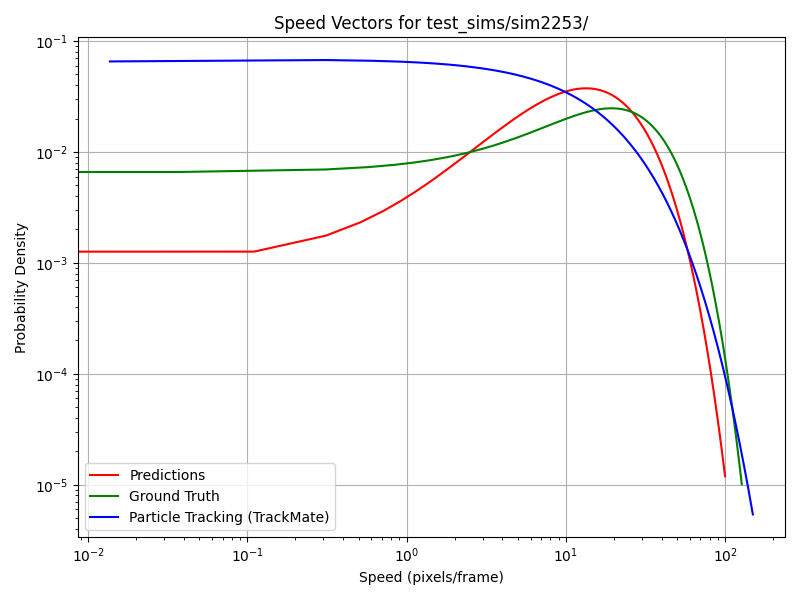 Speed Vectors for test_sims/sim2253/
Probability Density
10⁻¹
10⁻²
10⁻³
10⁻⁴
10⁻⁵
Predictions
Ground Truth
Particle Tracking (TrackMate)
10⁻² 10⁻¹ 10⁰ 10¹ 10²
Speed (pixels/frame)